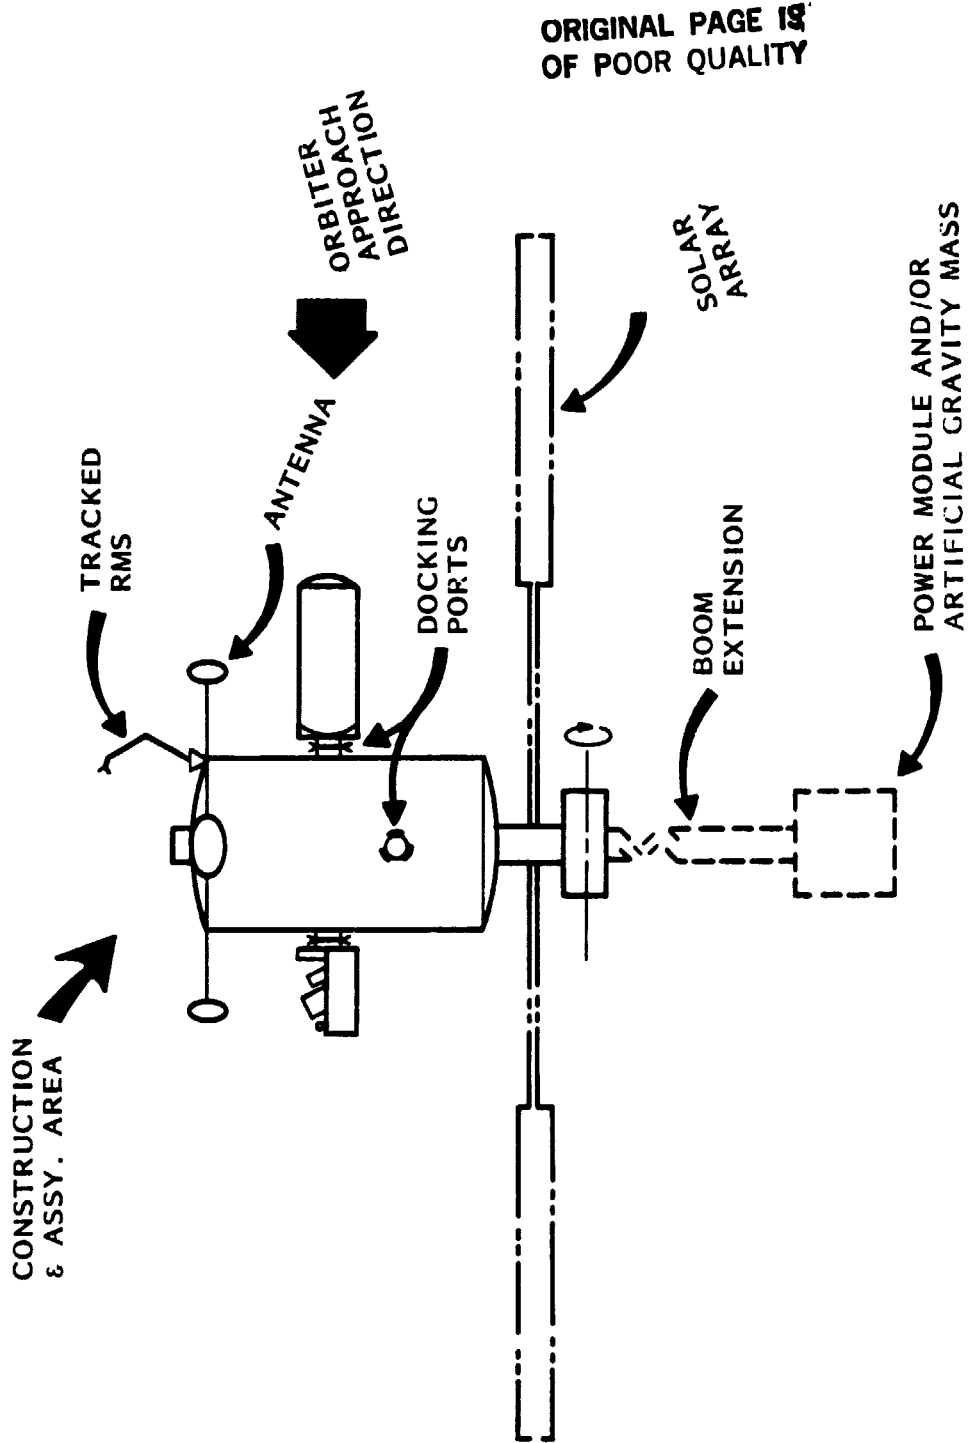 ORIGINAL PAGE IS
OF POOR QUALITY
CONSTRUCTION
& ASSY. AREA
TRACKED
RMS
ANTENNA
ORBITER
APPROACH
DIRECTION
DOCKING
PORTS
SOLAR
ARRAY
BOOM
EXTENSION
POWER MODULE AND/OR
ARTIFICIAL GRAVITY MASS